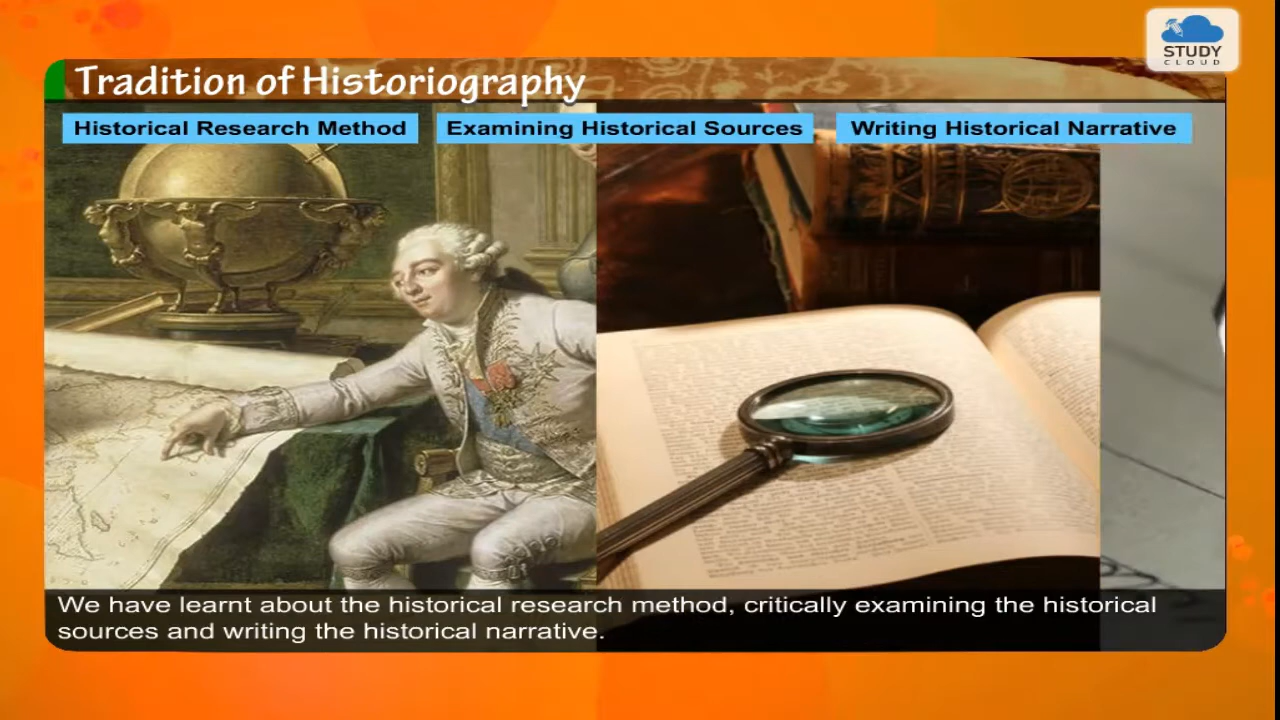 STUDY
CLOUD
Tradition of Historiography
Historical Research Method
Examining Historical Sources
Writing Historical Narrative
We have learnt about the historical research method, critically examining the historical
sources and writing the historical narrative.